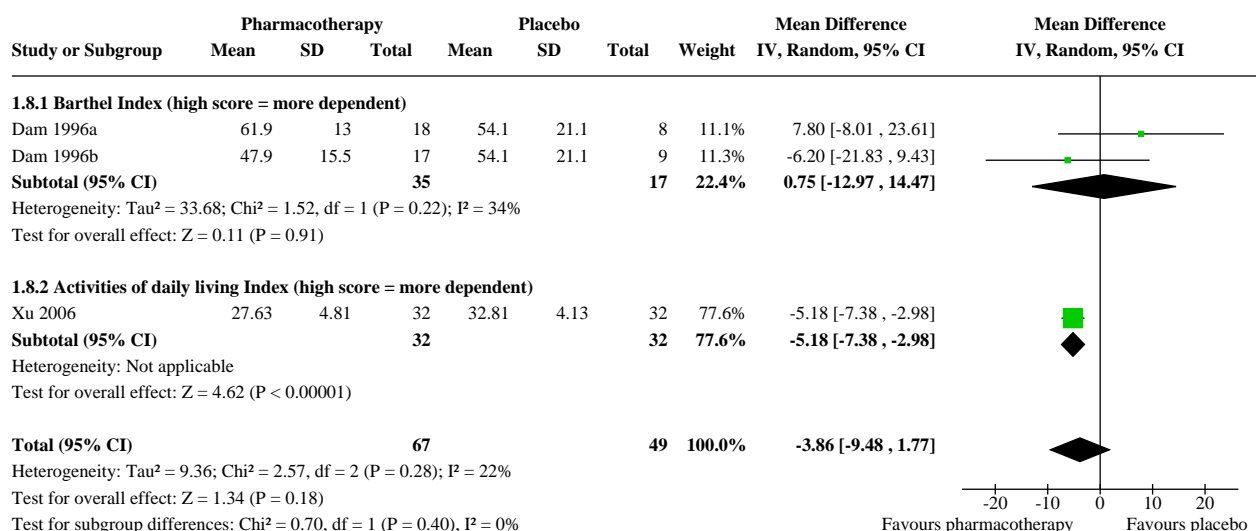 Pharmacotherapy Placebo Mean Difference Mean Difference
Study or Subgroup Mean SD Total Mean SD Total Weight IV, Random, 95% CI IV, Random, 95% CI
1.8.1 Barthel Index (high score = more dependent)
Dam 1996a 61.9 13 18 54.1 21.1 8 11.1% 7.80 [-8.01 , 23.61]
Dam 1996b 47.9 15.5 17 54.1 21.1 9 11.3% -6.20 [-21.83 , 9.43]
Subtotal (95% CI) 35 17 22.4% 0.75 [-12.97 , 14.47]
Heterogeneity: Tau² = 33.68; Chi² = 1.52, df = 1 (P = 0.22); I² = 34%
Test for overall effect: Z = 0.11 (P = 0.91)
1.8.2 Activities of daily living Index (high score = more dependent)
Xu 2006 27.63 4.81 32 32.81 4.13 32 77.6% -5.18 [-7.38 , -2.98]
Subtotal (95% CI) 32 32 77.6% -5.18 [-7.38 , -2.98]
Heterogeneity: Not applicable
Test for overall effect: Z = 4.62 (P < 0.00001)
Total (95% CI) 67 49 100.0% -3.86 [-9.48 , 1.77]
Heterogeneity: Tau² = 9.36; Chi² = 2.57, df = 2 (P = 0.28); I² = 22%
Test for overall effect: Z = 1.34 (P = 0.18)
-20 -10 0 10 20
Test for subgroup differences: Chi² = 0.70, df = 1 (P = 0.40), I² = 0%
Favours pharmacotherapy Favours placebo